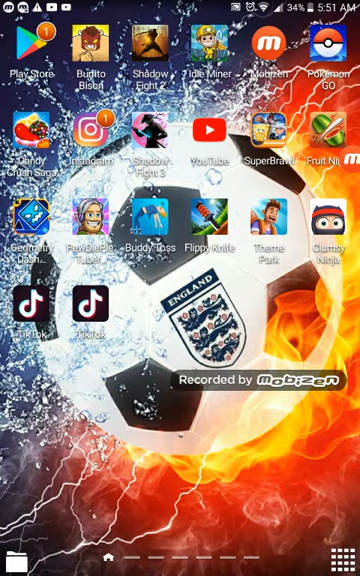 34% 5:51 AM
1
Play Store
Burrito
Bison
Shadow
Fight 2
Idle Miner
Mobizen
Pokémon
GO
1
Candy
Crush Saga
Instagram
Shadow
Fight 3
YouTube
SuperBrawl
Fruit Ninj
Geometry
Dash...
PewDiePie:
Tuber...
Buddy Toss
Flippy Knife
Theme
Park
Clumsy
Ninja
ENGLAND
TikTok
TikTok
Recorded by Mobizen